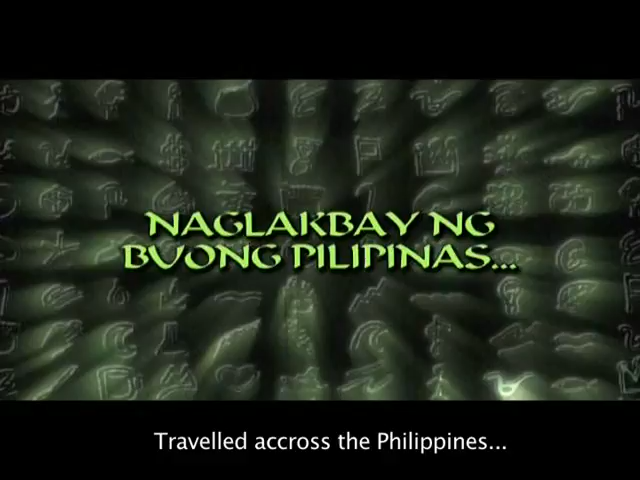 NAGLAKBAY NG
BUONG PILIPINAS...
Travelled accross the Philippines...